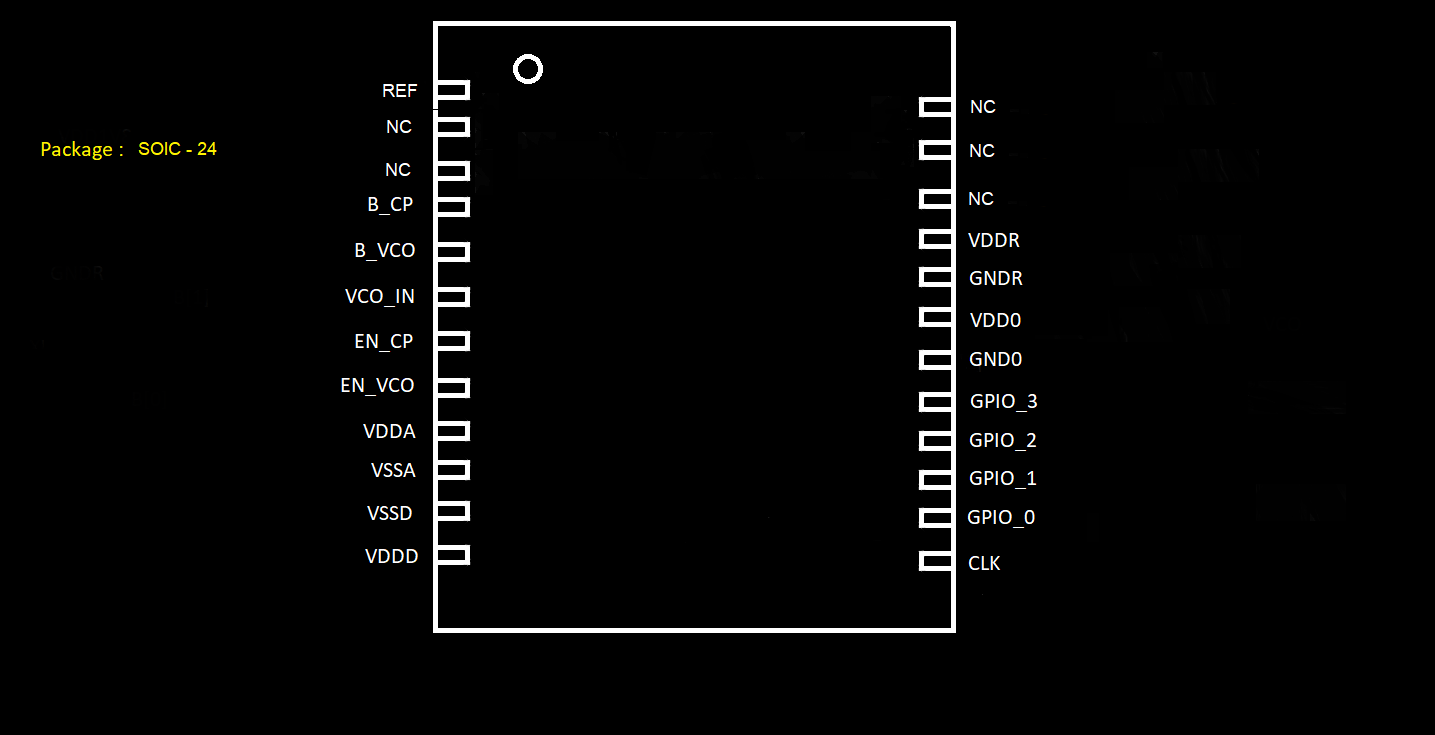 REF
NC
NC
B_CP
B_VCO
VCO_IN
EN_CP
EN_VCO
VDDA
VSSA
VSSD
VDDD
Package : SOIC - 24
NC
NC
NC
VDDR
GNDR
VDD0
GND0
GPIO_3
GPIO_2
GPIO_1
GPIO_0
CLK